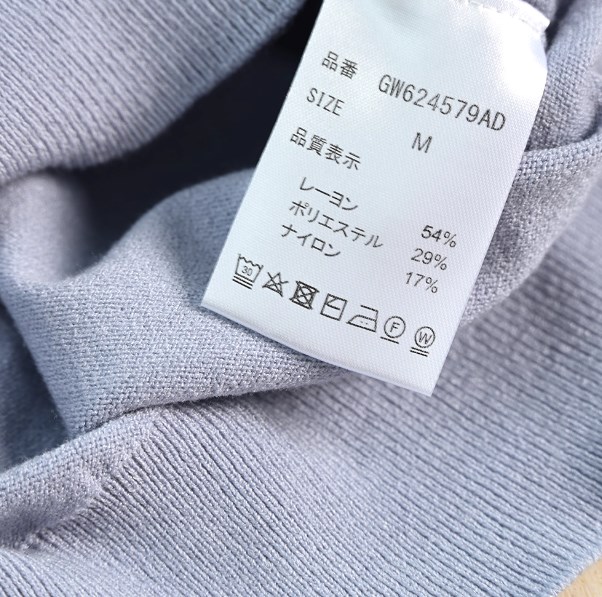 品番 GW624579AD
SIZE M
品質表示
レーヨン 54%
ポリエステル 29%
ナイロン 17%
30 F W